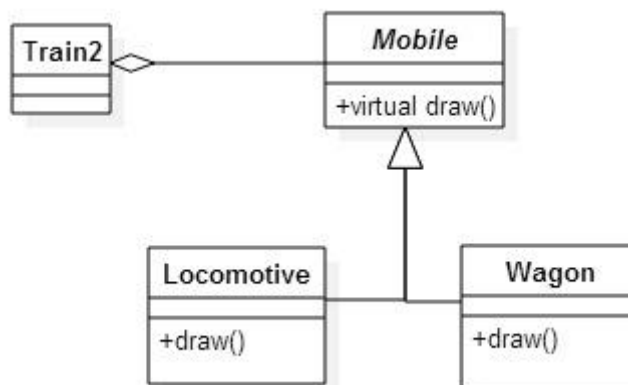 Train2
Mobile
+virtual draw()
Locomotive
+draw()
Wagon
+draw()